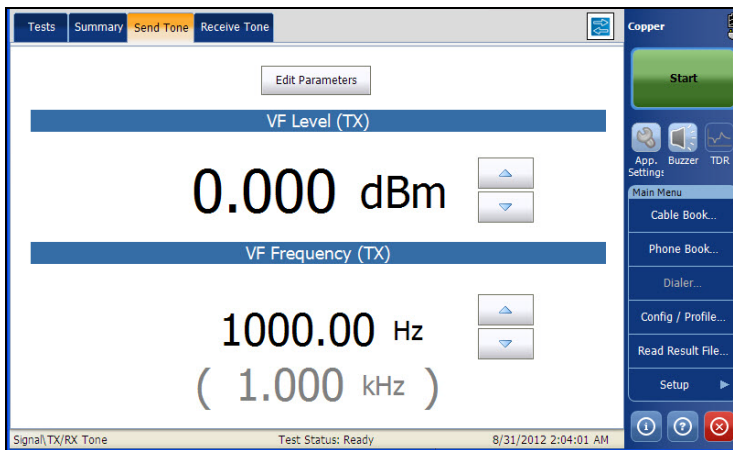 Tests Summary Send Tone Receive Tone
Edit Parameters
VF Level (TX)
0.000 dBm
VF Frequency (TX)
1000.00 Hz
( 1.000 kHz )
Signal\TX/RX Tone Test Status: Ready 8/31/2012 2:04:01 AM
Copper
Start
App. Settings Buzzer TDR
Main Menu
Cable Book...
Phone Book...
Dialer...
Config / Profile...
Read Result File...
Setup